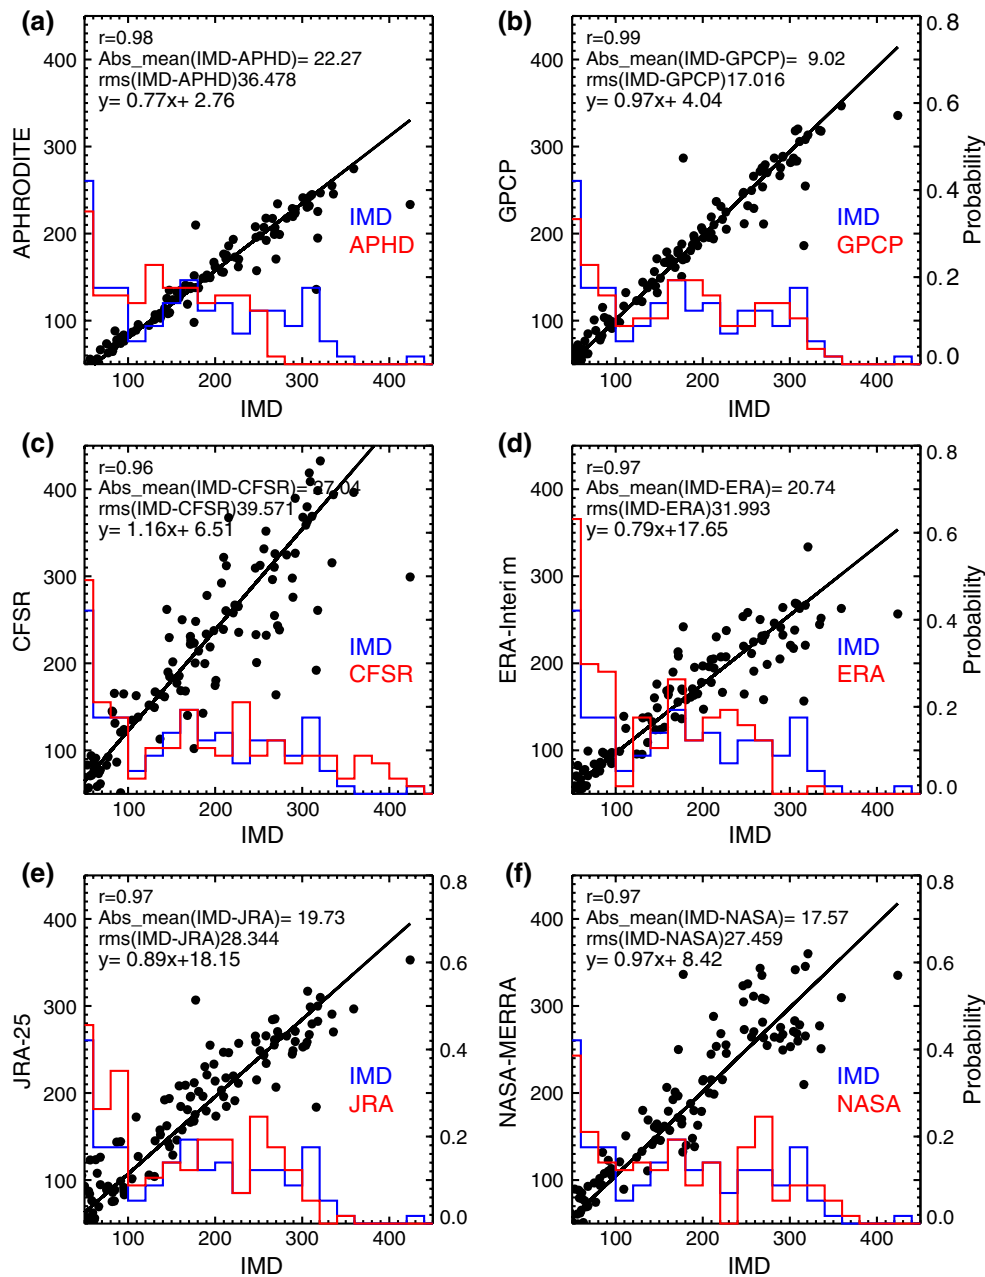 (a)
r=0.98
Abs_mean(IMD-APHD)= 22.27
rms(IMD-APHD)36.478
y= 0.77x+ 2.76
400
300
200
100
APHRODITE
IMD
APHD
100 200 300 400
IMD
(b)
r=0.99
Abs_mean(IMD-GPCP)= 9.02
rms(IMD-GPCP)17.016
y= 0.97x+ 4.04
400
300
200
100
GPCP
IMD
GPCP
0.8
0.6
0.4
0.2
0.0
Probability
100 200 300 400
IMD
(c)
r=0.96
Abs_mean(IMD-CFSR)= 27.04
rms(IMD-CFSR)39.571
y= 1.16x+ 6.51
400
300
200
100
CFSR
IMD
CFSR
100 200 300 400
IMD
(d)
r=0.97
Abs_mean(IMD-ERA)= 20.74
rms(IMD-ERA)31.993
y= 0.79x+17.65
400
300
200
100
ERA-Interi m
IMD
ERA
0.8
0.6
0.4
0.2
0.0
Probability
100 200 300 400
IMD
(e)
r=0.97
Abs_mean(IMD-JRA)= 19.73
rms(IMD-JRA)28.344
y= 0.89x+18.15
400
300
200
100
JRA-25
IMD
JRA
0.8
0.6
0.4
0.2
0.0
100 200 300 400
IMD
(f)
r=0.97
Abs_mean(IMD-NASA)= 17.57
rms(IMD-NASA)27.459
y= 0.97x+ 8.42
400
300
200
100
NASA-MERRA
IMD
NASA
0.8
0.6
0.4
0.2
0.0
Probability
100 200 300 400
IMD